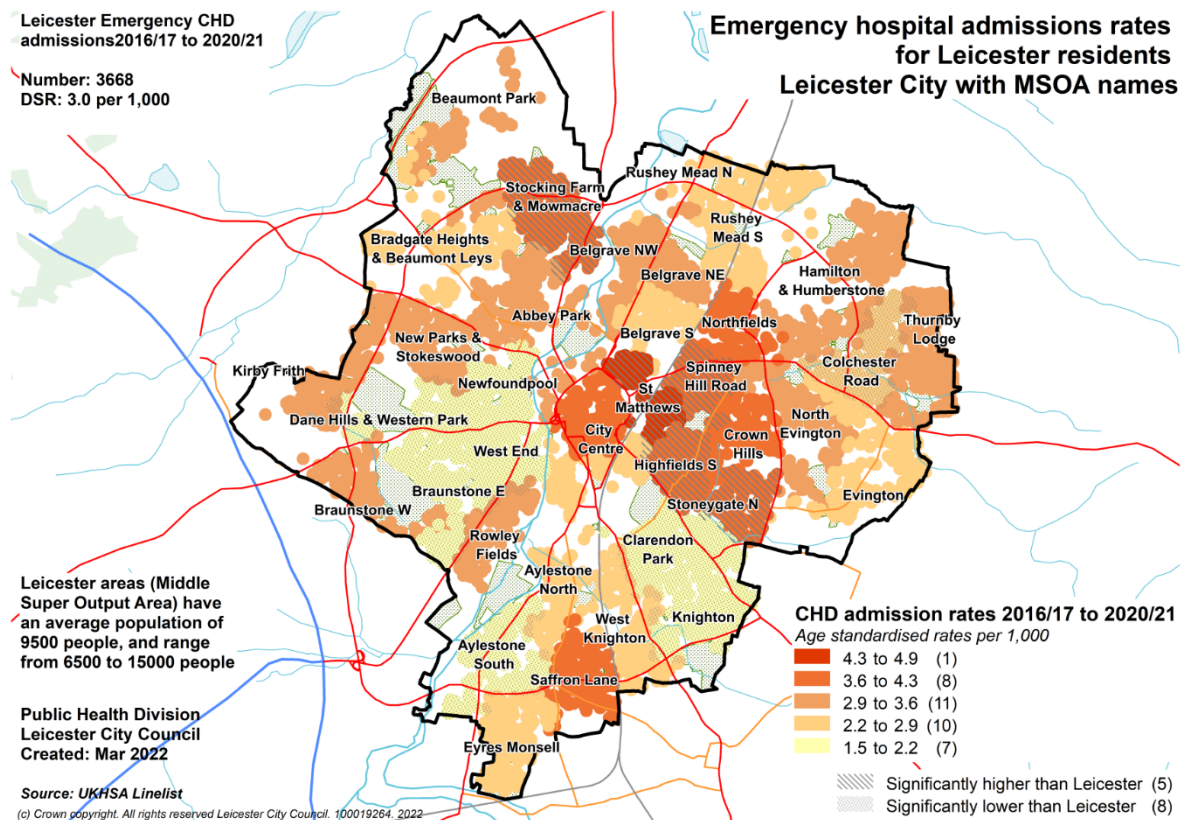 Leicester Emergency CHD
admissions2016/17 to 2020/21
Number: 3668
DSR: 3.0 per 1,000
Emergency hospital admissions rates
for Leicester residents
Leicester City with MSOA names
Beaumont Park
Rushey Mead N
Stocking Farm
& Mowmacre
Rushey
Mead S
Bradgate Heights
& Beaumont Leys
Belgrave NW
Belgrave NE
Hamilton
& Humberstone
Abbey Park
Belgrave S
Northfields
Thurnby
Lodge
New Parks &
Stokeswood
Kirby Frith
Newfoundpool
St
Matthews
Spinney
Hill Road
Colchester
Road
Dane Hills & Western Park
City
Centre
Crown
Hills
North
Evington
West End
Highfields S
Braunstone E
Evington
Braunstone W
Stoneygate N
Rowley
Fields
Clarendon
Park
Aylestone
North
West
Knighton
Knighton
Aylestone
South
Saffron Lane
Eyres Monsell
Leicester areas (Middle
Super Output Area) have
an average population of
9500 people, and range
from 6500 to 15000 people
Public Health Division
Leicester City Council
Created: Mar 2022
Source: UKHSA Linelist
(c) Crown copyright. All rights reserved Leicester City Council. 100019264. 2022
CHD admission rates 2016/17 to 2020/21
Age standardised rates per 1,000
4.3 to 4.9 (1)
3.6 to 4.3 (8)
2.9 to 3.6 (11)
2.2 to 2.9 (10)
1.5 to 2.2 (7)
Significantly higher than Leicester (5)
Significantly lower than Leicester (8)